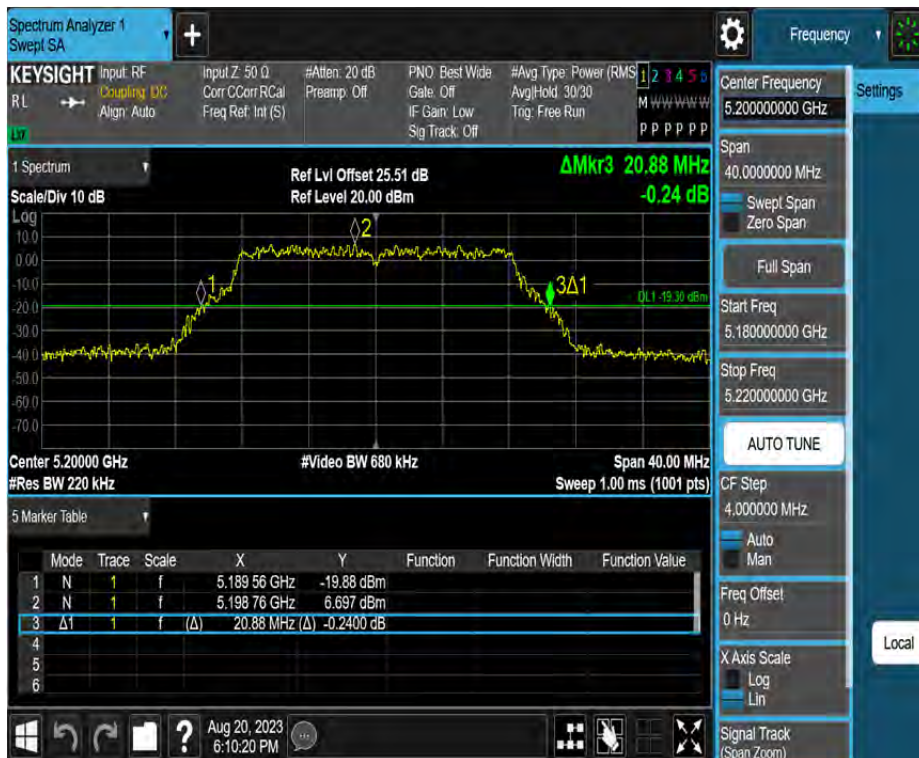 Spectrum Analyzer 1
Swept SA
Frequency
KEYSIGHT
RL
LXI
Input: RF
Coupling: DC
Align: Auto
Input Z: 50 Ω
Corr CCorr RCal
Freq Ref: Int (S)
#Atten: 20 dB
Preamp: Off
PNO: Best Wide
Gate: Off
IF Gain: Low
Sig Track: Off
#Avg Type: Power (RMS
Avg|Hold: 30/30
Trig: Free Run
1 2 3 4 5 6
M W W W W W
P P P P P P
1 Spectrum
Scale/Div 10 dB
Ref Lvl Offset 25.51 dB
Ref Level 20.00 dBm
ΔMkr3 20.88 MHz
-0.24 dB
Log
10.0
0.00
-10.0
-20.0
-30.0
-40.0
-50.0
-60.0
-70.0
1
2
3Δ1
DL1 -19.30 dBm
Center 5.20000 GHz
#Res BW 220 kHz
#Video BW 680 kHz
Span 40.00 MHz
Sweep 1.00 ms (1001 pts)
5 Marker Table
Mode Trace Scale X Y Function Function Width Function Value
1 N 1 f 5.189 56 GHz -19.88 dBm
2 N 1 f 5.198 76 GHz 6.697 dBm
3 Δ1 1 f (Δ) 20.88 MHz (Δ) -0.2400 dB
4
5
6
Aug 20, 2023
6:10:20 PM
Center Frequency
5.200000000 GHz
Span
40.0000000 MHz
Swept Span
Zero Span
Full Span
Start Freq
5.180000000 GHz
Stop Freq
5.220000000 GHz
AUTO TUNE
CF Step
4.000000 MHz
Auto
Man
Freq Offset
0 Hz
X Axis Scale
Log
Lin
Signal Track
(Span Zoom)
Settings
Local